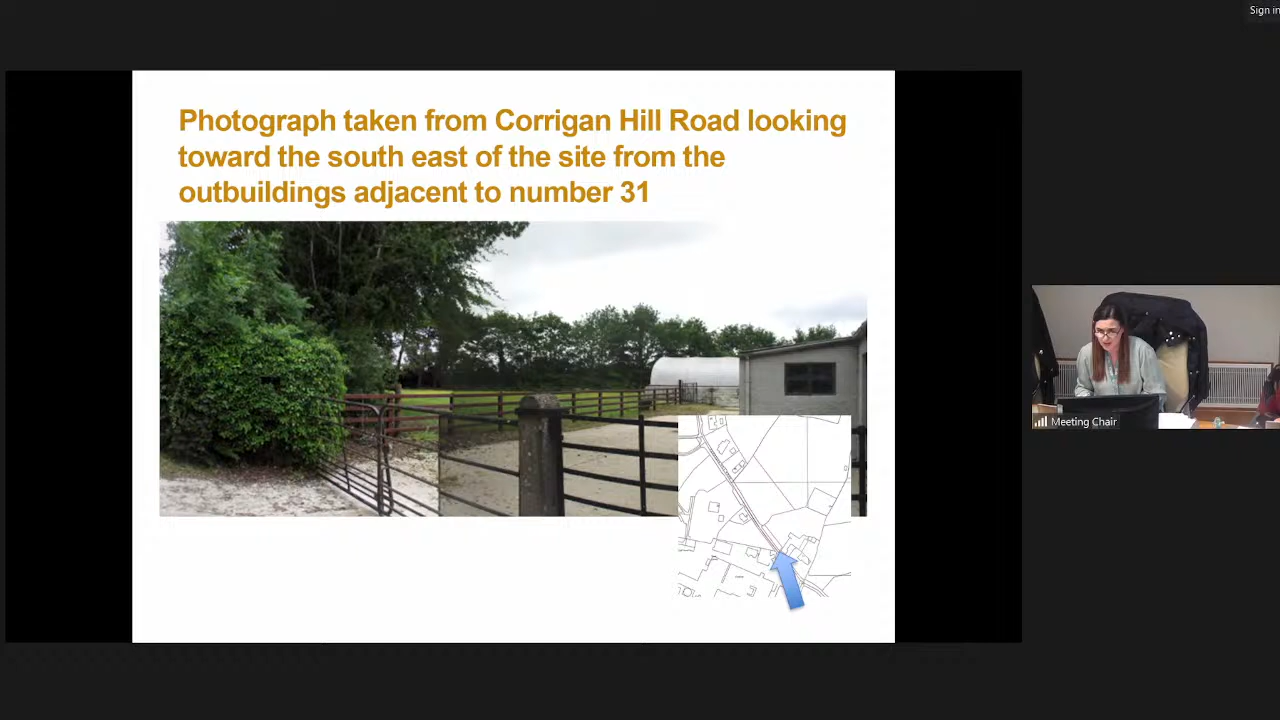 Sign in
Photograph taken from Corrigan Hill Road looking
toward the south east of the site from the
outbuildings adjacent to number 31
Meeting Chair